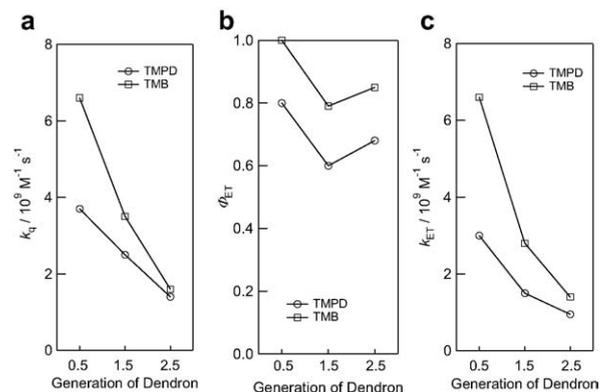 a
8
6
4
2
0
k_q / 10^9 M^-1 s^-1
TMPD
TMB
0.5 1.5 2.5
Generation of Dendron
b
1.0
0.8
0.6
0.4
0.2
0.0
Φ_ET
TMPD
TMB
0.5 1.5 2.5
Generation of Dendron
c
8
6
4
2
0
k_ET / 10^9 M^-1 s^-1
TMPD
TMB
0.5 1.5 2.5
Generation of Dendron